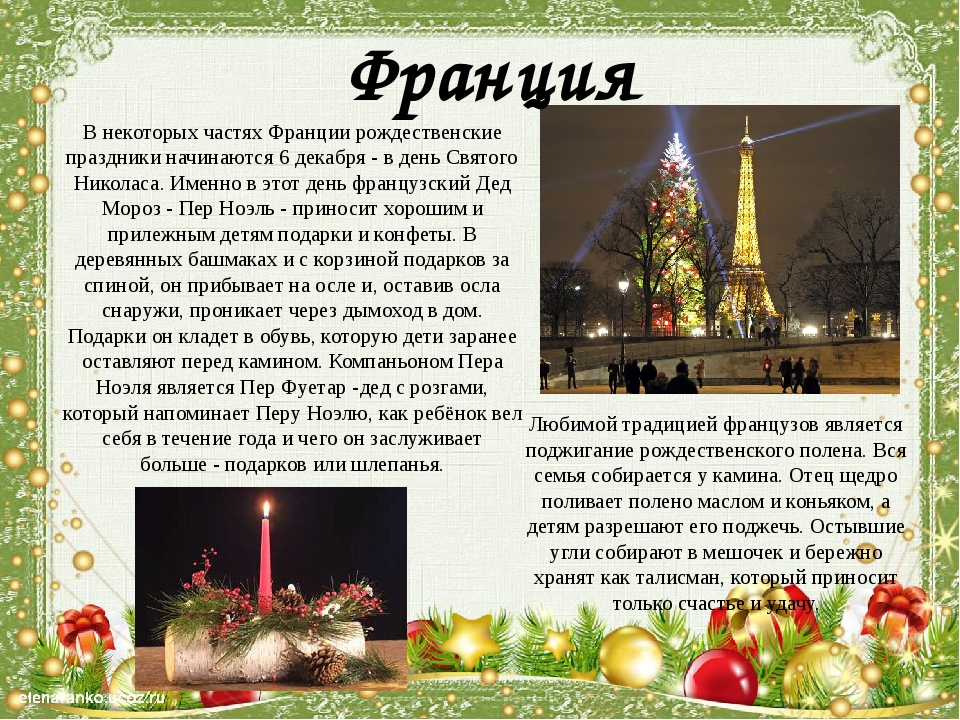 Франция
В некоторых частях Франции рождественские
праздники начинаются 6 декабря - в день Святого
Николаса. Именно в этот день французский Дед
Мороз - Пер Ноэль - приносит хорошим и
прилежным детям подарки и конфеты. В
деревянных башмаках и с корзиной подарков за
спиной, он прибывает на осле и, оставив осла
снаружи, проникает через дымоход в дом.
Подарки он кладет в обувь, которую дети заранее
оставляют перед камином. Компаньоном Пера
Ноэля является Пер Фуетар -дед с розгами,
который напоминает Перу Ноэлю, как ребёнок вел
себя в течение года и чего он заслуживает
больше - подарков или шлепанья.
Любимой традицией французов является
поджигание рождественского полена. Вся
семья собирается у камина. Отец щедро
поливает полено маслом и коньяком, а
детям разрешают его поджечь. Остывшие
угли собирают в мешочек и бережно
хранят как талисман, который приносит
только счастье и удачу.